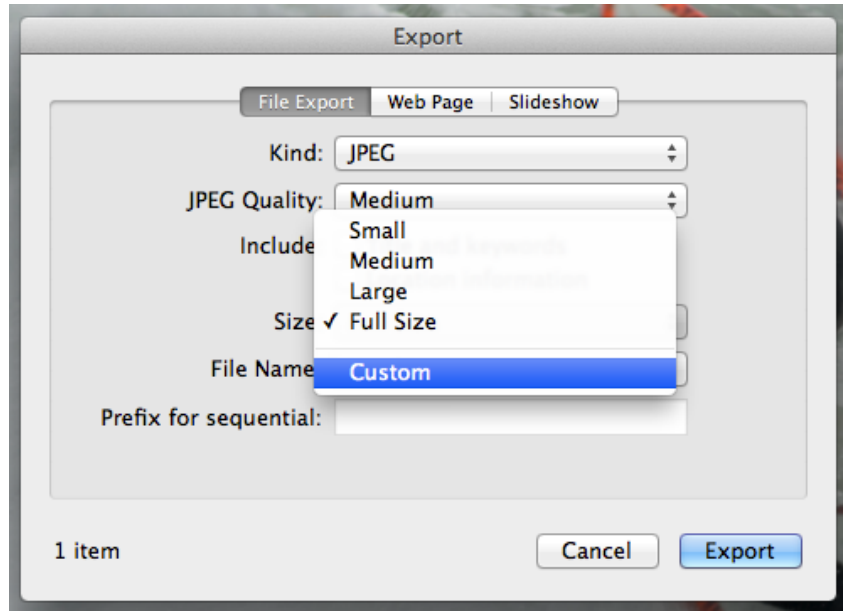 Export
File Export Web Page Slideshow
Kind: JPEG
JPEG Quality: Medium
Small
Include
Medium
Large
Size ✓ Full Size
File Name Custom
Prefix for sequential:
1 item Cancel Export